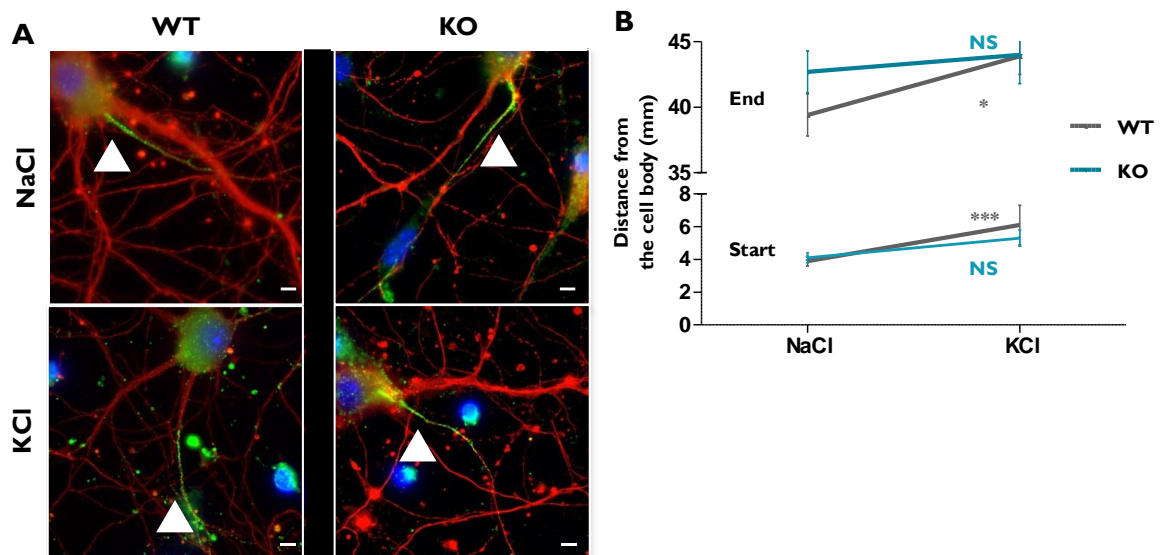 A
WT
KO
NaCl
KCl
B
Distance from
the cell body (mm)
45
40
35
8
6
4
2
0
End
Start
NS
*
***
NS
NaCl
KCl
WT
KO